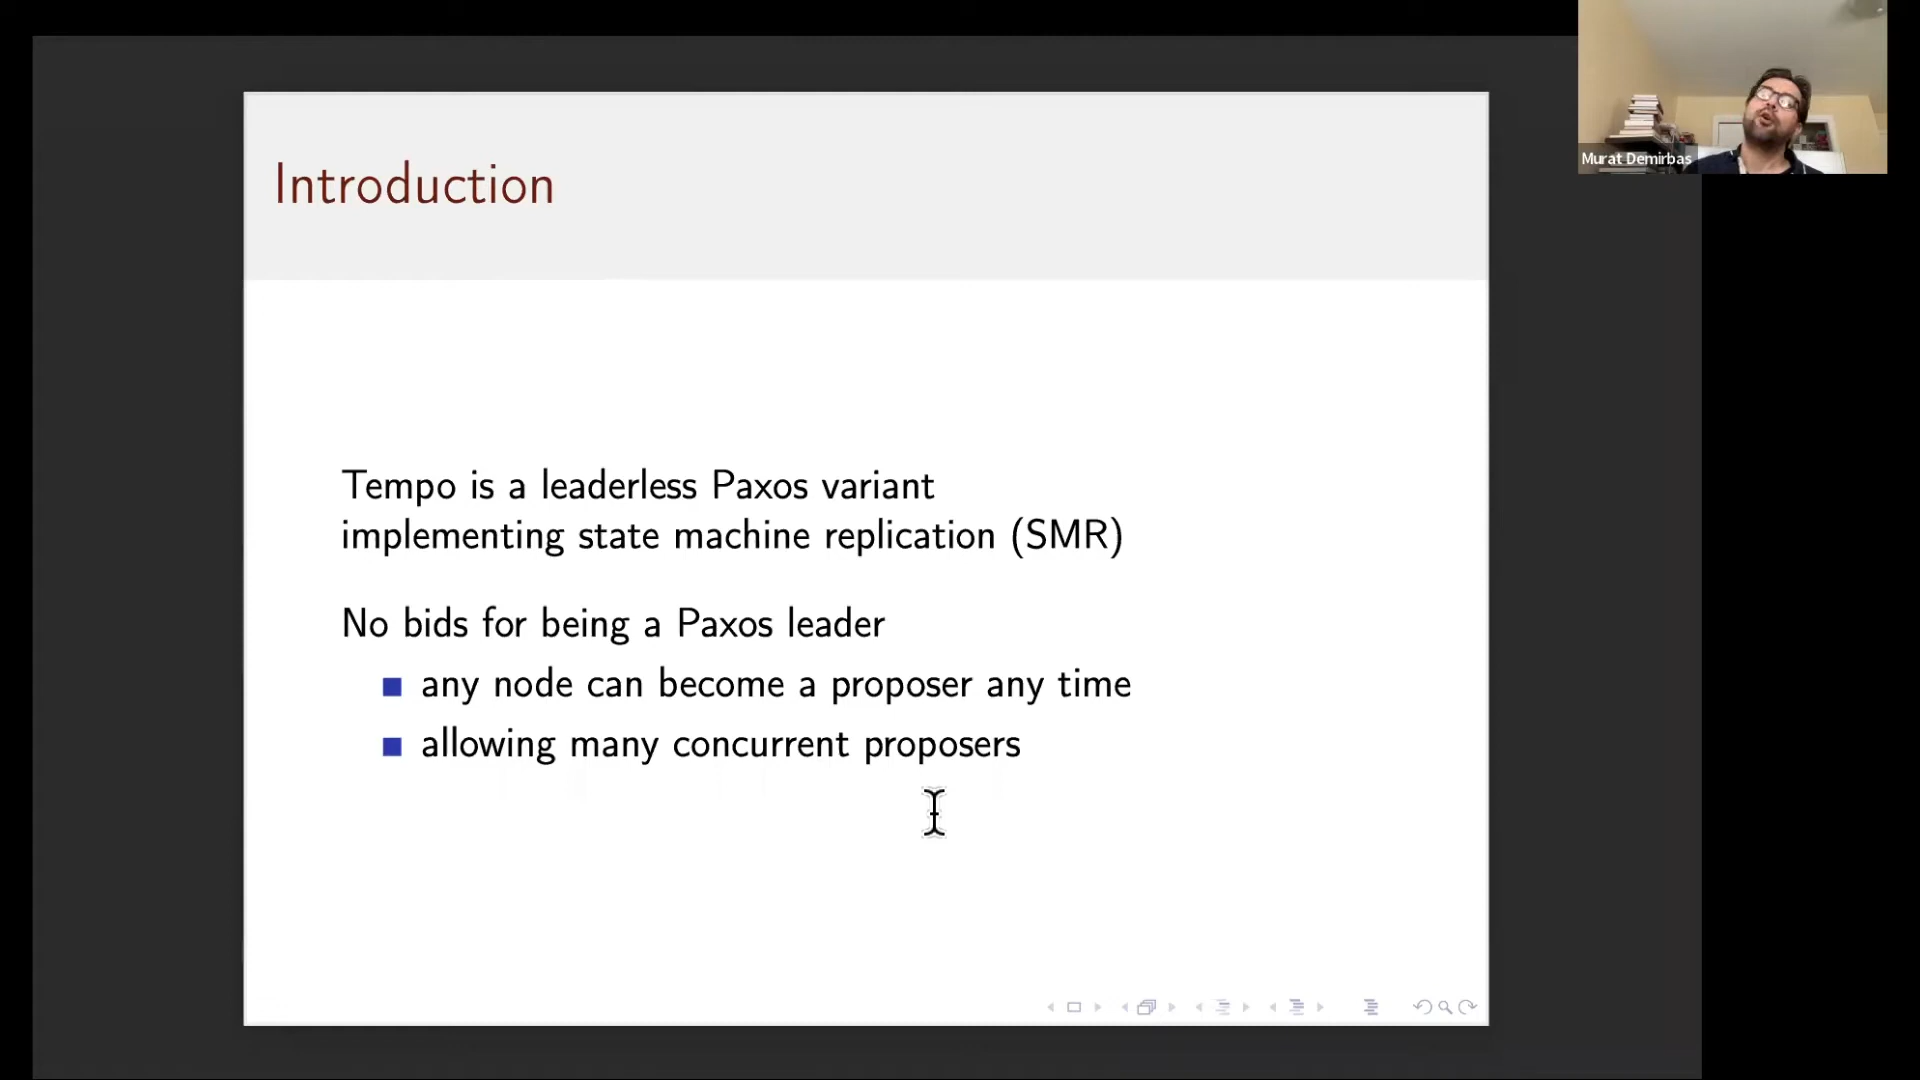 Introduction
Tempo is a leaderless Paxos variant
implementing state machine replication (SMR)
No bids for being a Paxos leader
any node can become a proposer any time
allowing many concurrent proposers
Murat Demirbas